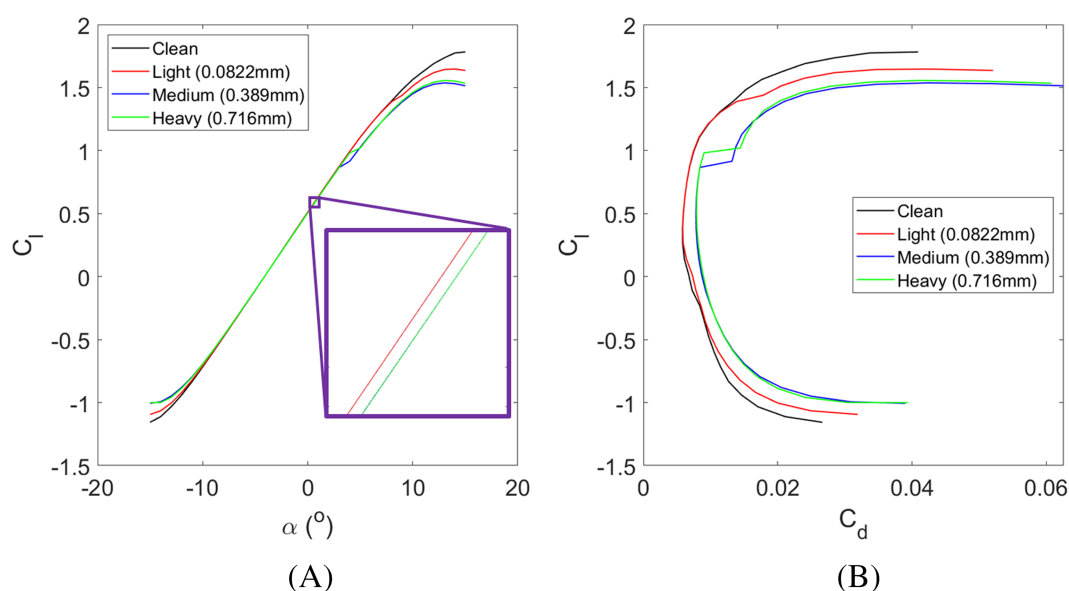 2
1.5
1
0.5
0
-0.5
-1
-1.5
C_l
-20
-10
0
10
20
α (°)
Clean
Light (0.0822mm)
Medium (0.389mm)
Heavy (0.716mm)
(A)
2
1.5
1
0.5
0
-0.5
-1
-1.5
C_l
0
0.02
0.04
0.06
C_d
Clean
Light (0.0822mm)
Medium (0.389mm)
Heavy (0.716mm)
(B)